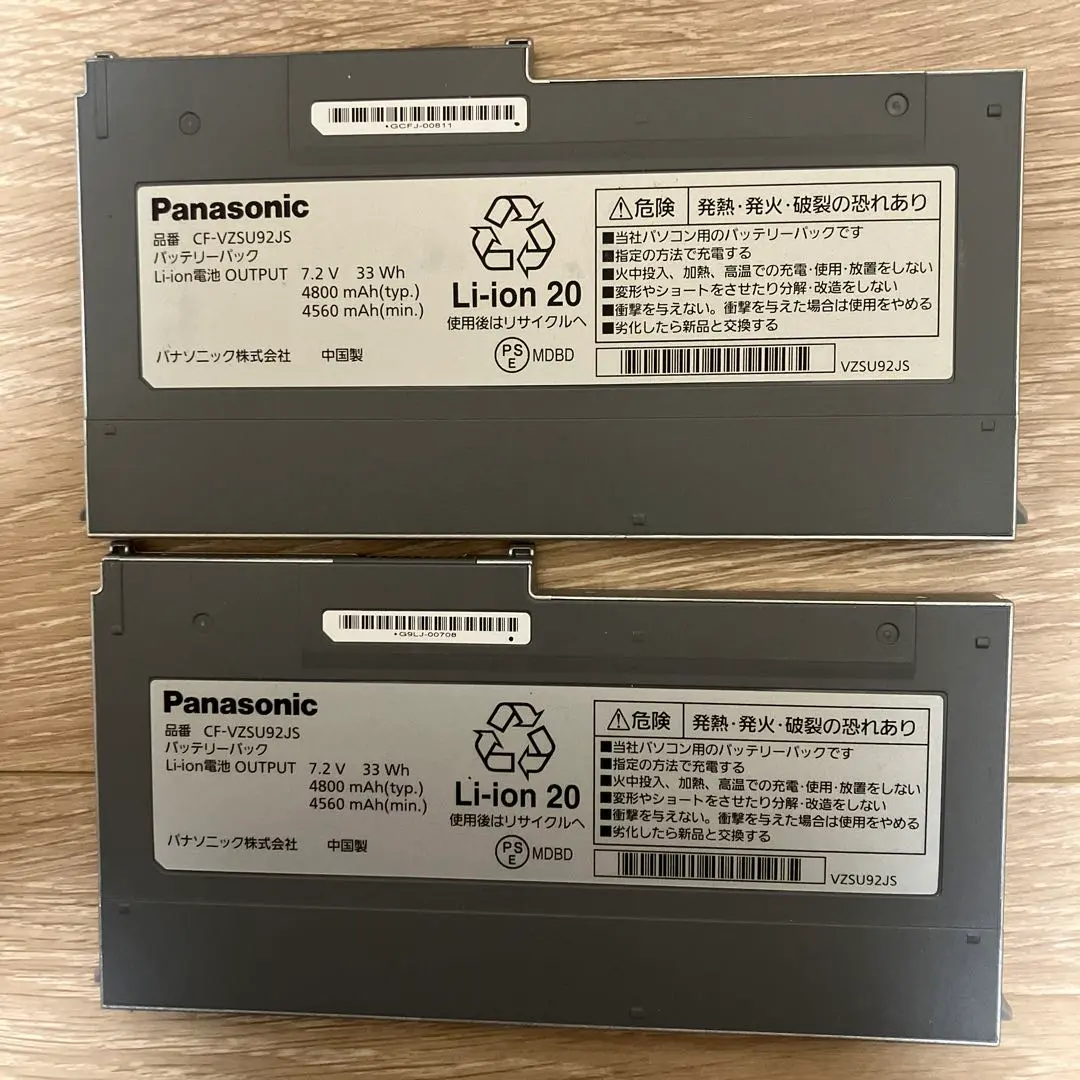 *GCFJ-00811
Panasonic
品番 CF-VZSU92JS
バッテリーパック
Li-ion電池 OUTPUT 7.2 V 33 Wh
4800 mAh(typ.)
4560 mAh(min.)
パナソニック株式会社 中国製
Li-ion 20
使用後はリサイクルへ
PS
E MDBD
⚠危険 発熱・発火・破裂の恐れあり
■当社パソコン用のバッテリーパックです
■指定の方法で充電する
■火中投入、加熱、高温での充電・使用・放置をしない
■変形やショートをさせたり分解・改造をしない
■衝撃を与えない。衝撃を与えた場合は使用をやめる
■劣化したら新品と交換する
VZSU92JS
*G9LJ-00708
Panasonic
品番 CF-VZSU92JS
バッテリーパック
Li-ion電池 OUTPUT 7.2 V 33 Wh
4800 mAh(typ.)
4560 mAh(min.)
パナソニック株式会社 中国製
Li-ion 20
使用後はリサイクルへ
PS
E MDBD
⚠危険 発熱・発火・破裂の恐れあり
■当社パソコン用のバッテリーパックです
■指定の方法で充電する
■火中投入、加熱、高温での充電・使用・放置をしない
■変形やショートをさせたり分解・改造をしない
■衝撃を与えない。衝撃を与えた場合は使用をやめる
■劣化したら新品と交換する
VZSU92JS